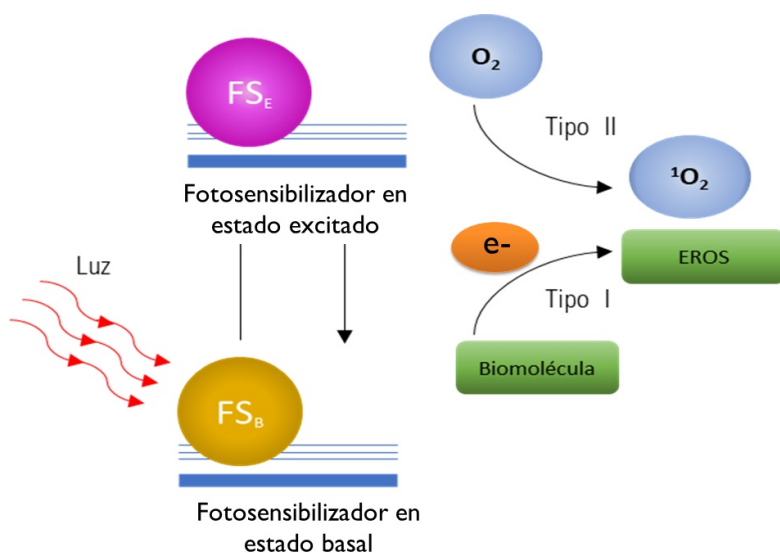 FSE
Fotosensibilizador en
estado excitado
Luz
FSB
Fotosensibilizador en
estado basal
O2
Tipo II
¹O2
e-
EROS
Tipo I
Biomolécula